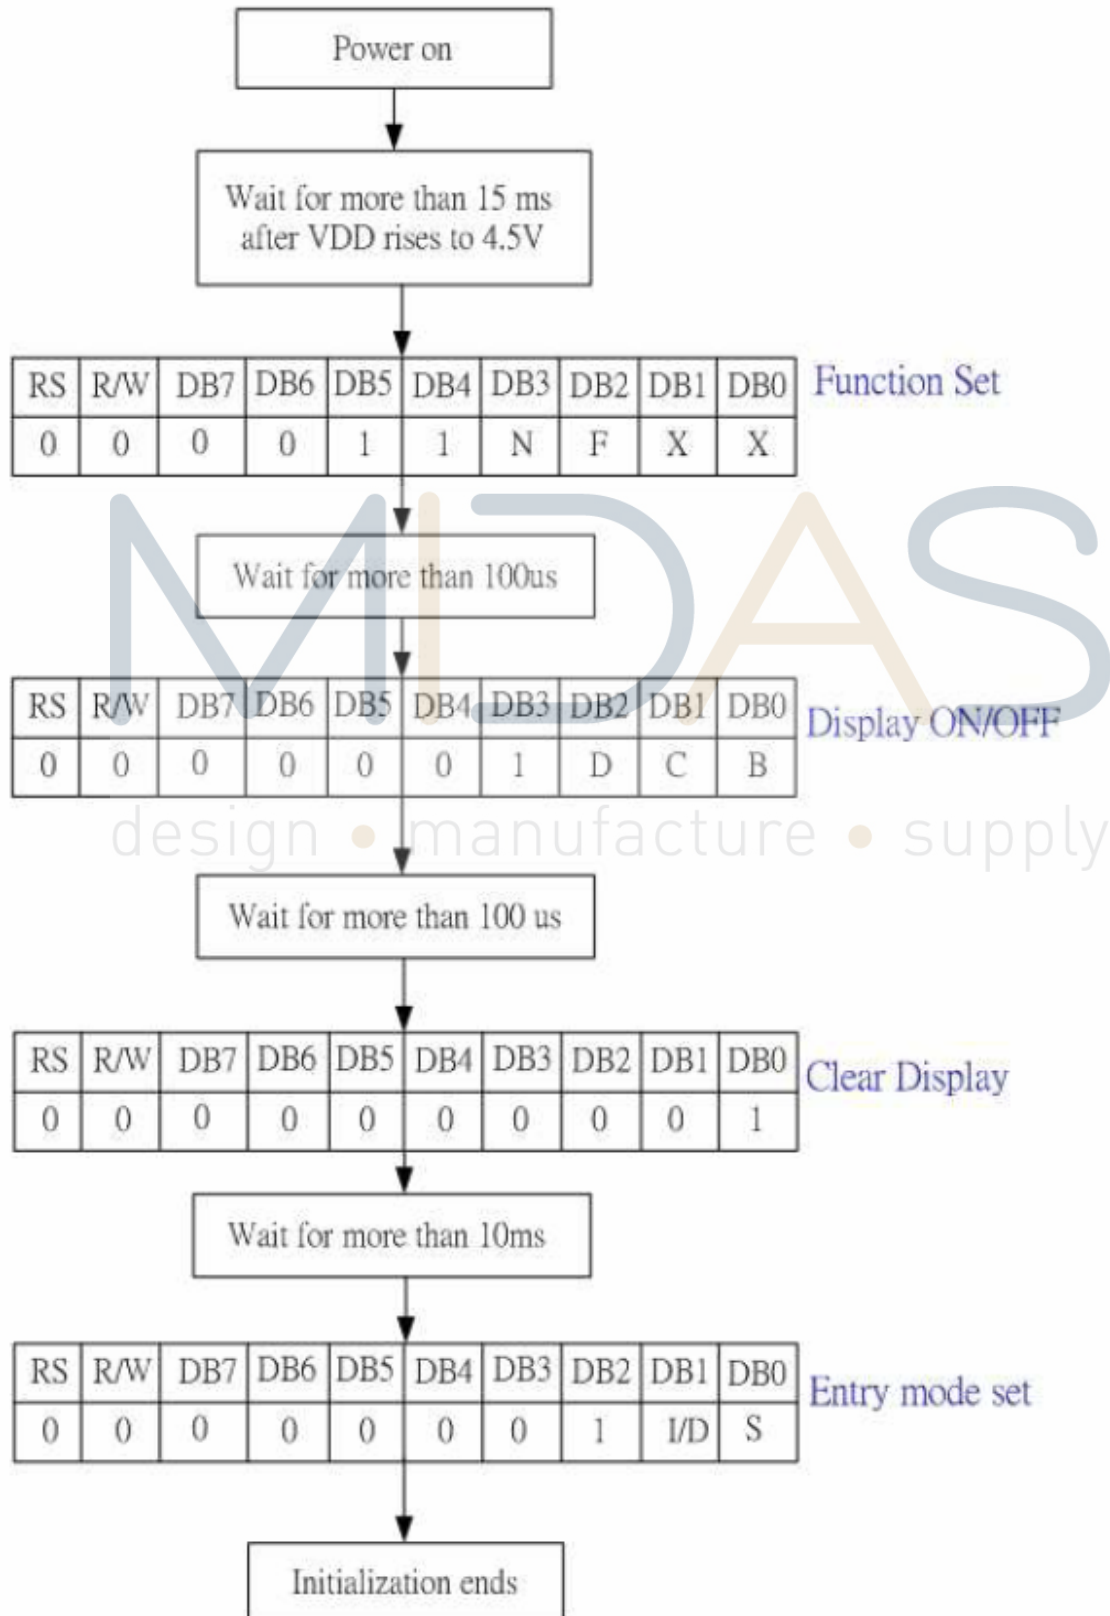 Power on
Wait for more than 15 ms
after VDD rises to 4.5V
RS R/W DB7 DB6 DB5 DB4 DB3 DB2 DB1 DB0 Function Set
0 0 0 0 1 1 N F X X
MIDAS
Wait for more than 100us
RS R/W DB7 DB6 DB5 DB4 DB3 DB2 DB1 DB0 Display ON/OFF
0 0 0 0 0 0 1 D C B
design • manufacture • supply
Wait for more than 100 us
RS R/W DB7 DB6 DB5 DB4 DB3 DB2 DB1 DB0 Clear Display
0 0 0 0 0 0 0 0 0 1
Wait for more than 10ms
RS R/W DB7 DB6 DB5 DB4 DB3 DB2 DB1 DB0 Entry mode set
0 0 0 0 0 0 0 1 I/D S
Initialization ends